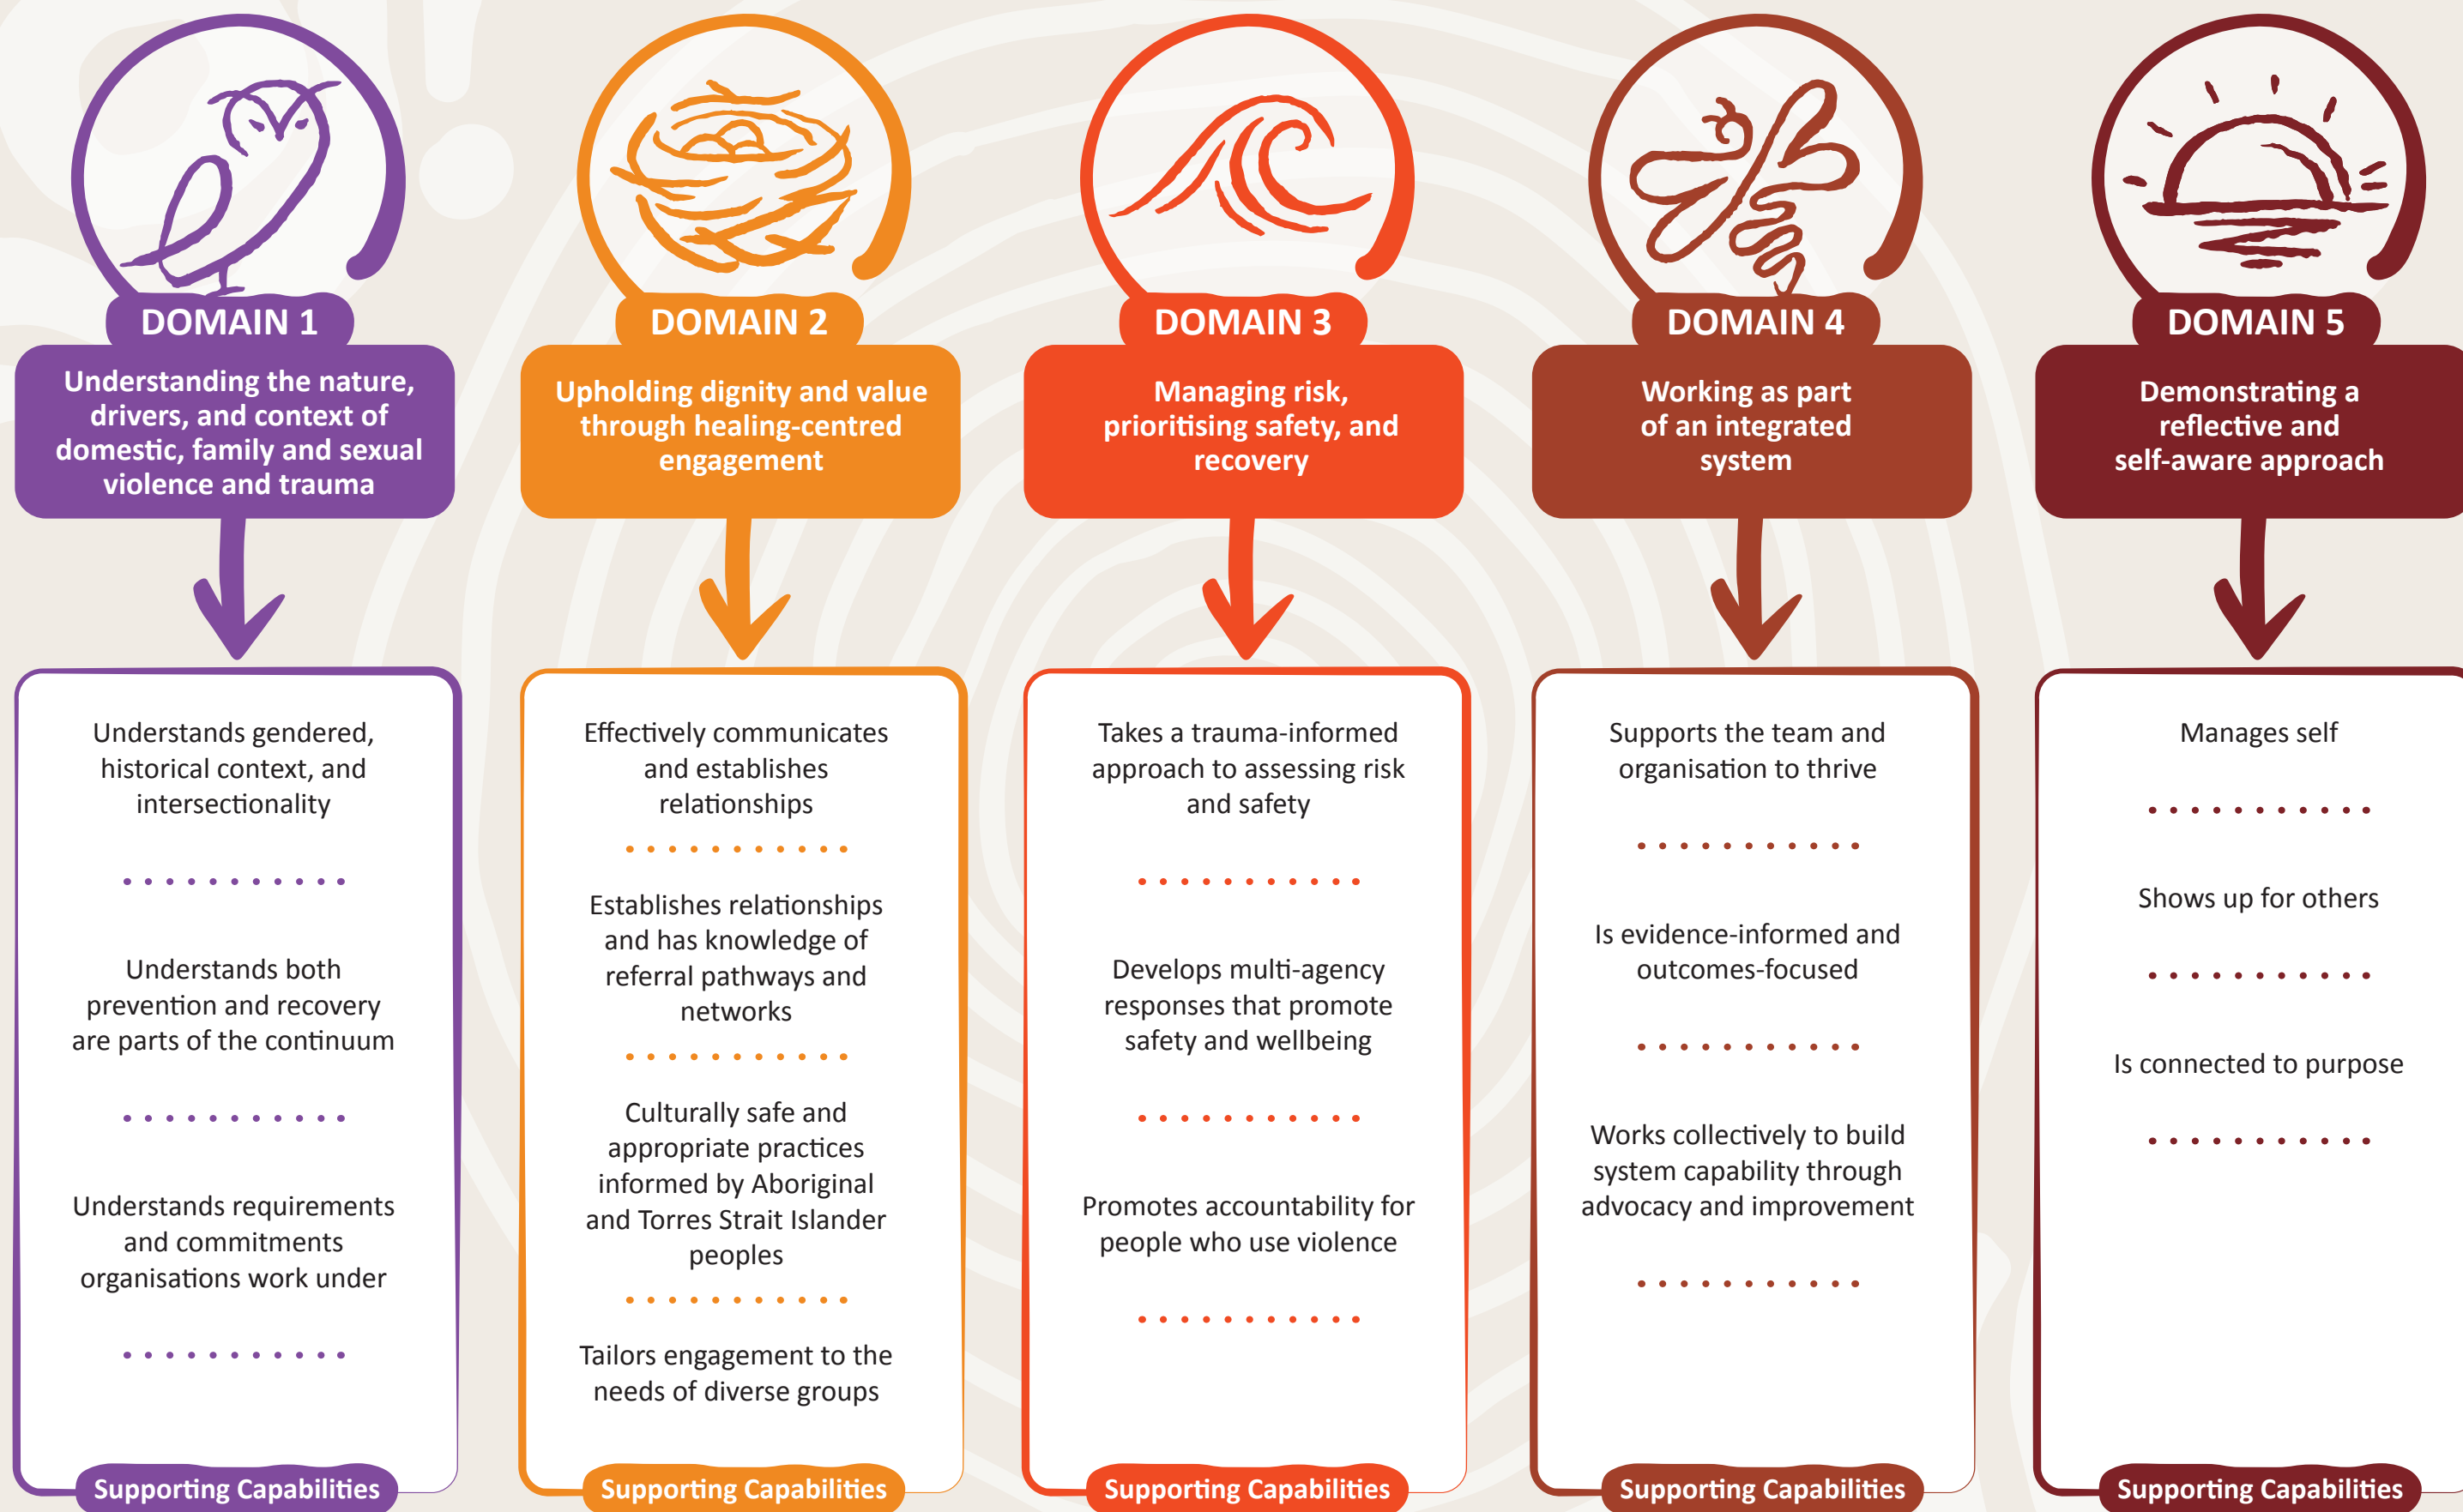 DOMAIN 1
Understanding the nature,
drivers, and context of
domestic, family and sexual
violence and trauma
Understands gendered,
historical context, and
intersectionality
Understands both
prevention and recovery
are parts of the continuum
Understands requirements
and commitments
organisations work under
Supporting Capabilities
DOMAIN 2
Upholding dignity and value
through healing-centred
engagement
Effectively communicates
and establishes
relationships
Establishes relationships
and has knowledge of
referral pathways and
networks
Culturally safe and
appropriate practices
informed by Aboriginal
and Torres Strait Islander
peoples
Tailors engagement to the
needs of diverse groups
Supporting Capabilities
DOMAIN 3
Managing risk,
prioritising safety, and
recovery
Takes a trauma-informed
approach to assessing risk
and safety
Develops multi-agency
responses that promote
safety and wellbeing
Promotes accountability for
people who use violence
Supporting Capabilities
DOMAIN 4
Working as part
of an integrated
system
Supports the team and
organisation to thrive
Is evidence-informed and
outcomes-focused
Works collectively to build
system capability through
advocacy and improvement
Supporting Capabilities
DOMAIN 5
Demonstrating a
reflective and
self-aware approach
Manages self
Shows up for others
Is connected to purpose
Supporting Capabilities